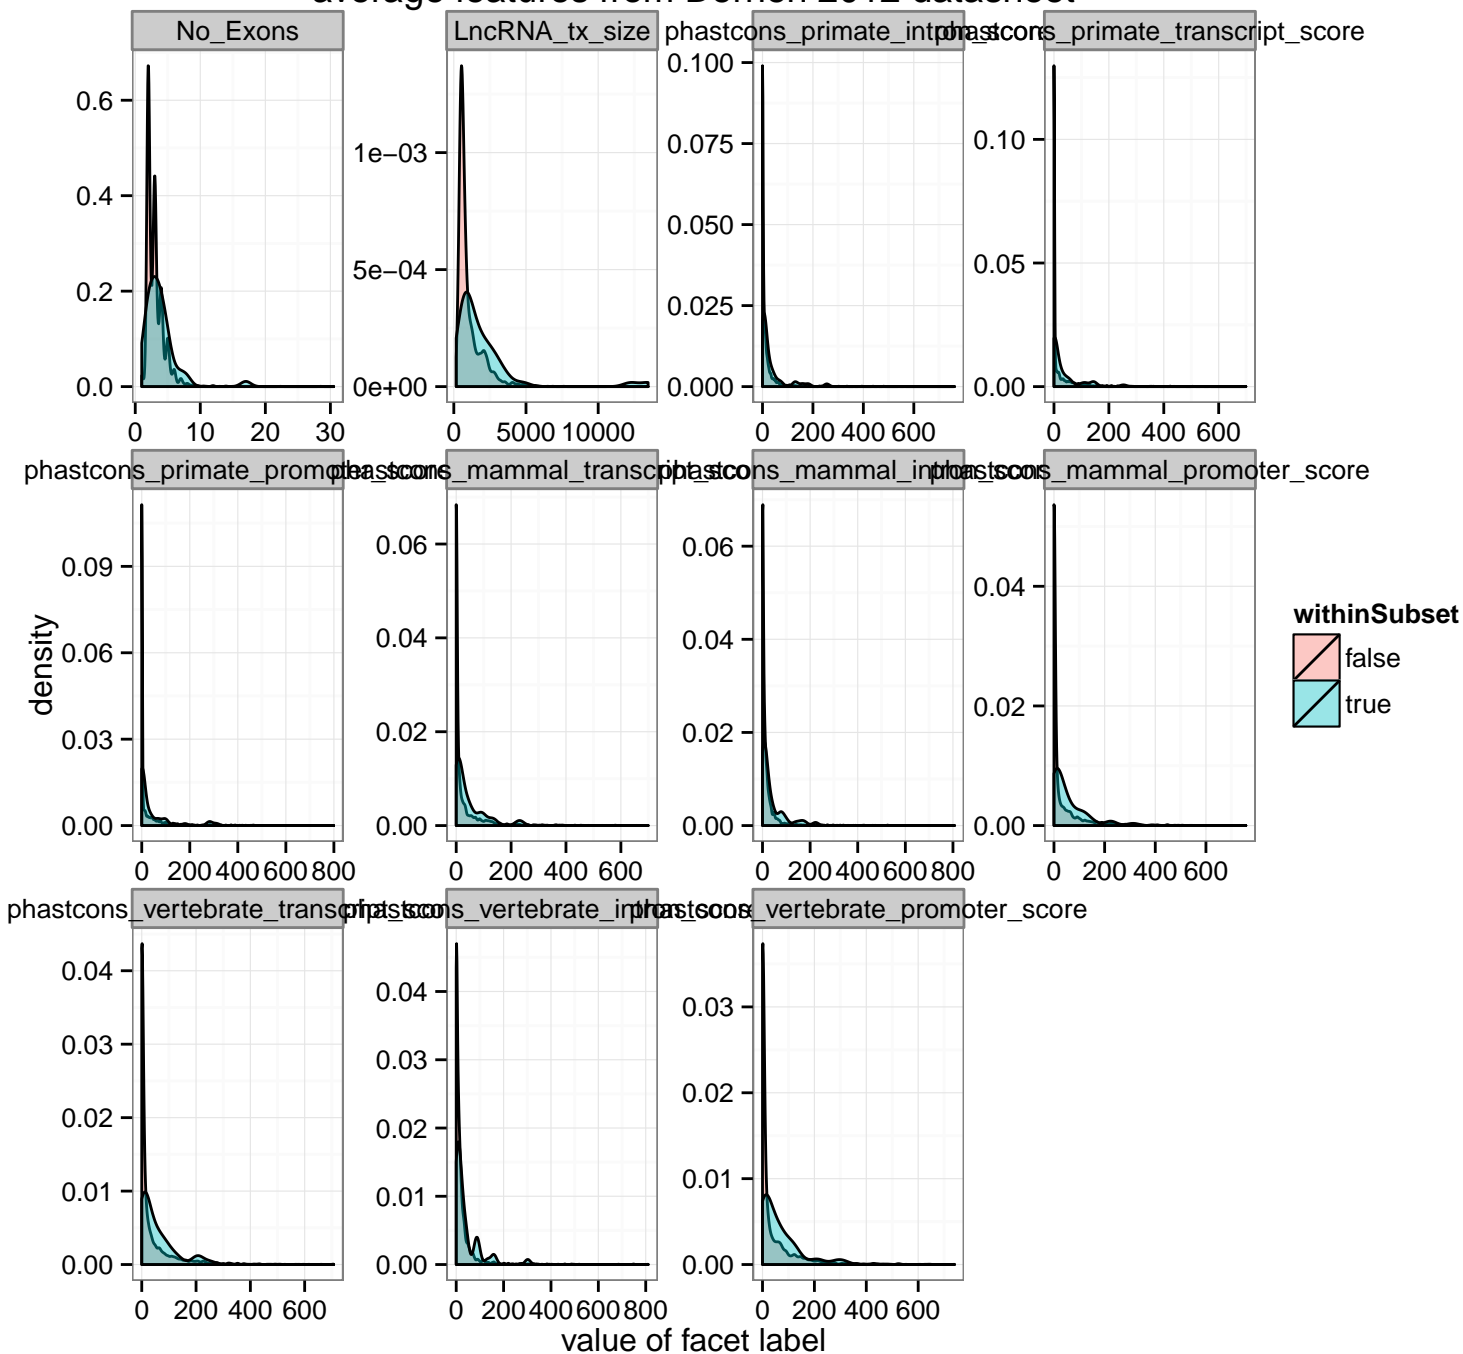 average features from Derrien 2012 datasheet
No_Exons
LncRNA_tx_size
phastcons_primate_intron_score
phastcons_primate_transcript_score
0.6
0.4
0.2
0.0
0 10 20 30
1e−03
5e−04
0e+00
0 5000 10000
0.100
0.075
0.050
0.025
0.000
0 200 400 600
0.10
0.05
0.00
0 200 400 600
phastcons_primate_promoter_score
phastcons_mammal_transcript_score
phastcons_mammal_intron_score
phastcons_mammal_promoter_score
density
0.09
0.06
0.03
0.00
0 200 400 600 800
0.06
0.04
0.02
0.00
0 200 400 600
0.06
0.04
0.02
0.00
0 200 400 600 800
0.04
0.02
0.00
0 200 400 600
withinSubset
false
true
phastcons_vertebrate_transcript_score
phastcons_vertebrate_intron_score
phastcons_vertebrate_promoter_score
0.04
0.03
0.02
0.01
0.00
0 200 400 600
0.04
0.03
0.02
0.01
0.00
0 200 400 600 800
0.03
0.02
0.01
0.00
0 200 400 600
value of facet label